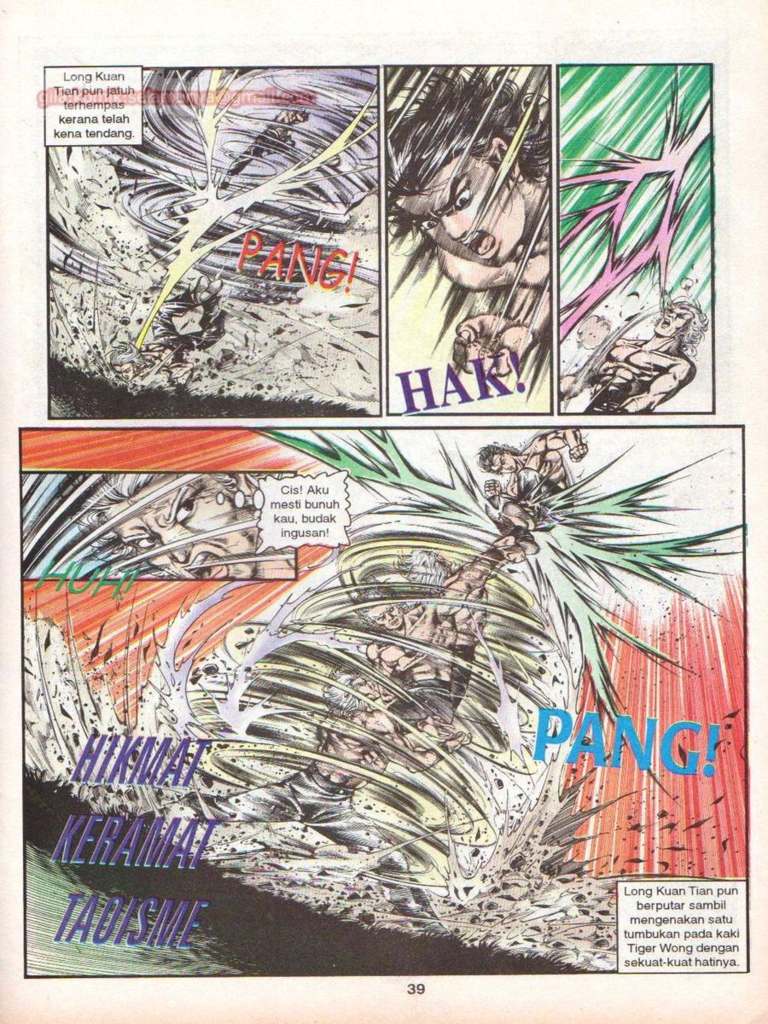 Long Kuan
Tian pun jatuh
terhempas
kerana telah
kena tendang.
PANG!
HAK!
Cis! Aku
mesti bunuh
kau, budak
ingusan!
HUH!
PANG!
HIKMAT
KERAMAT
TAOISME
Long Kuan Tian pun
berputar sambil
mengenakan satu
tumbukan pada kaki
Tiger Wong dengan
sekuat-kuat hatinya.
39